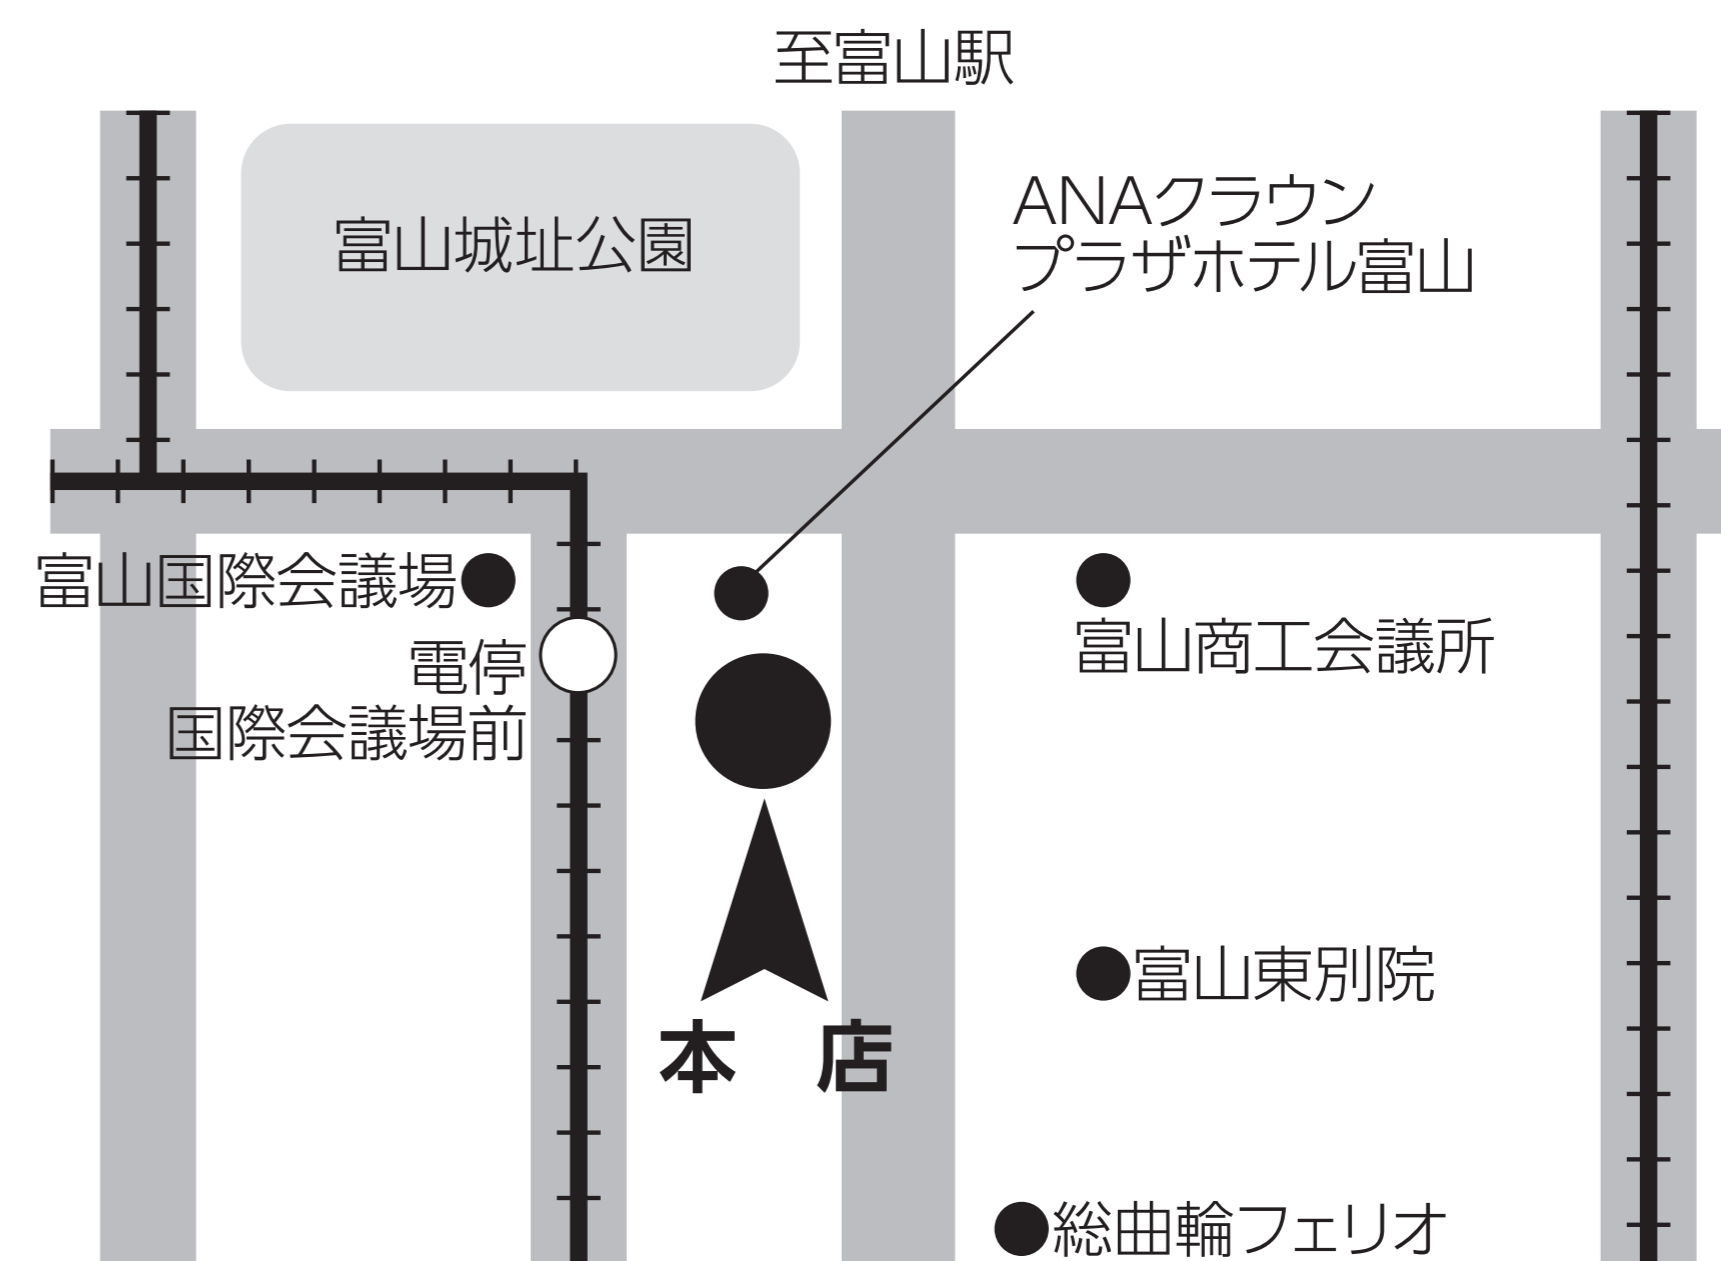 至富山駅
富山城址公園
ANAクラウン
プラザホテル富山
富山国際会議場
電停
国際会議場前
富山商工会議所
富山東別院
本　店
総曲輪フェリオ